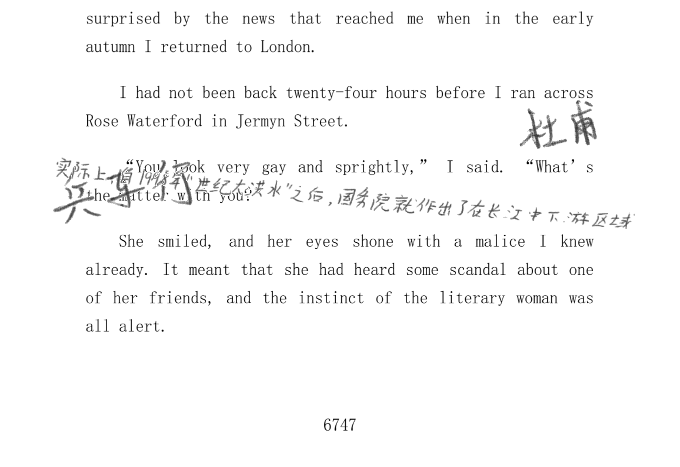 surprised by the news that reached me when in the early
autumn I returned to London.
I had not been back twenty-four hours before I ran across
Rose Waterford in Jermyn Street.
杜甫
“You look very gay and sprightly,” I said. “What’s
实际上,自1998年“世纪大洪水”之后,国务院就作出了在长江中下游区域
the matter with you?”
兵车
She smiled, and her eyes shone with a malice I knew
already. It meant that she had heard some scandal about one
of her friends, and the instinct of the literary woman was
all alert.
6747